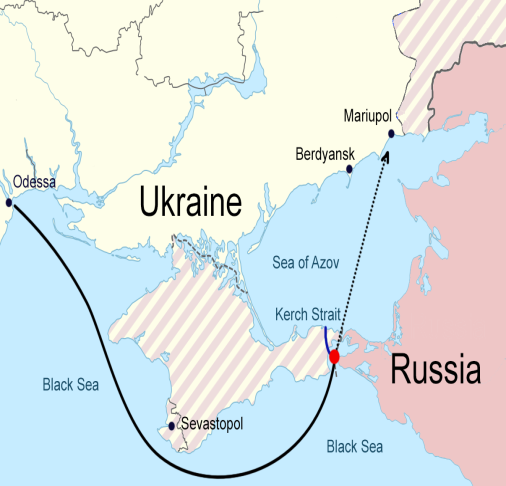 Mariupol
Berdyansk
Odessa
Ukraine
Sea of Azov
Kerch Strait
Russia
Black Sea
Sevastopol
Black Sea